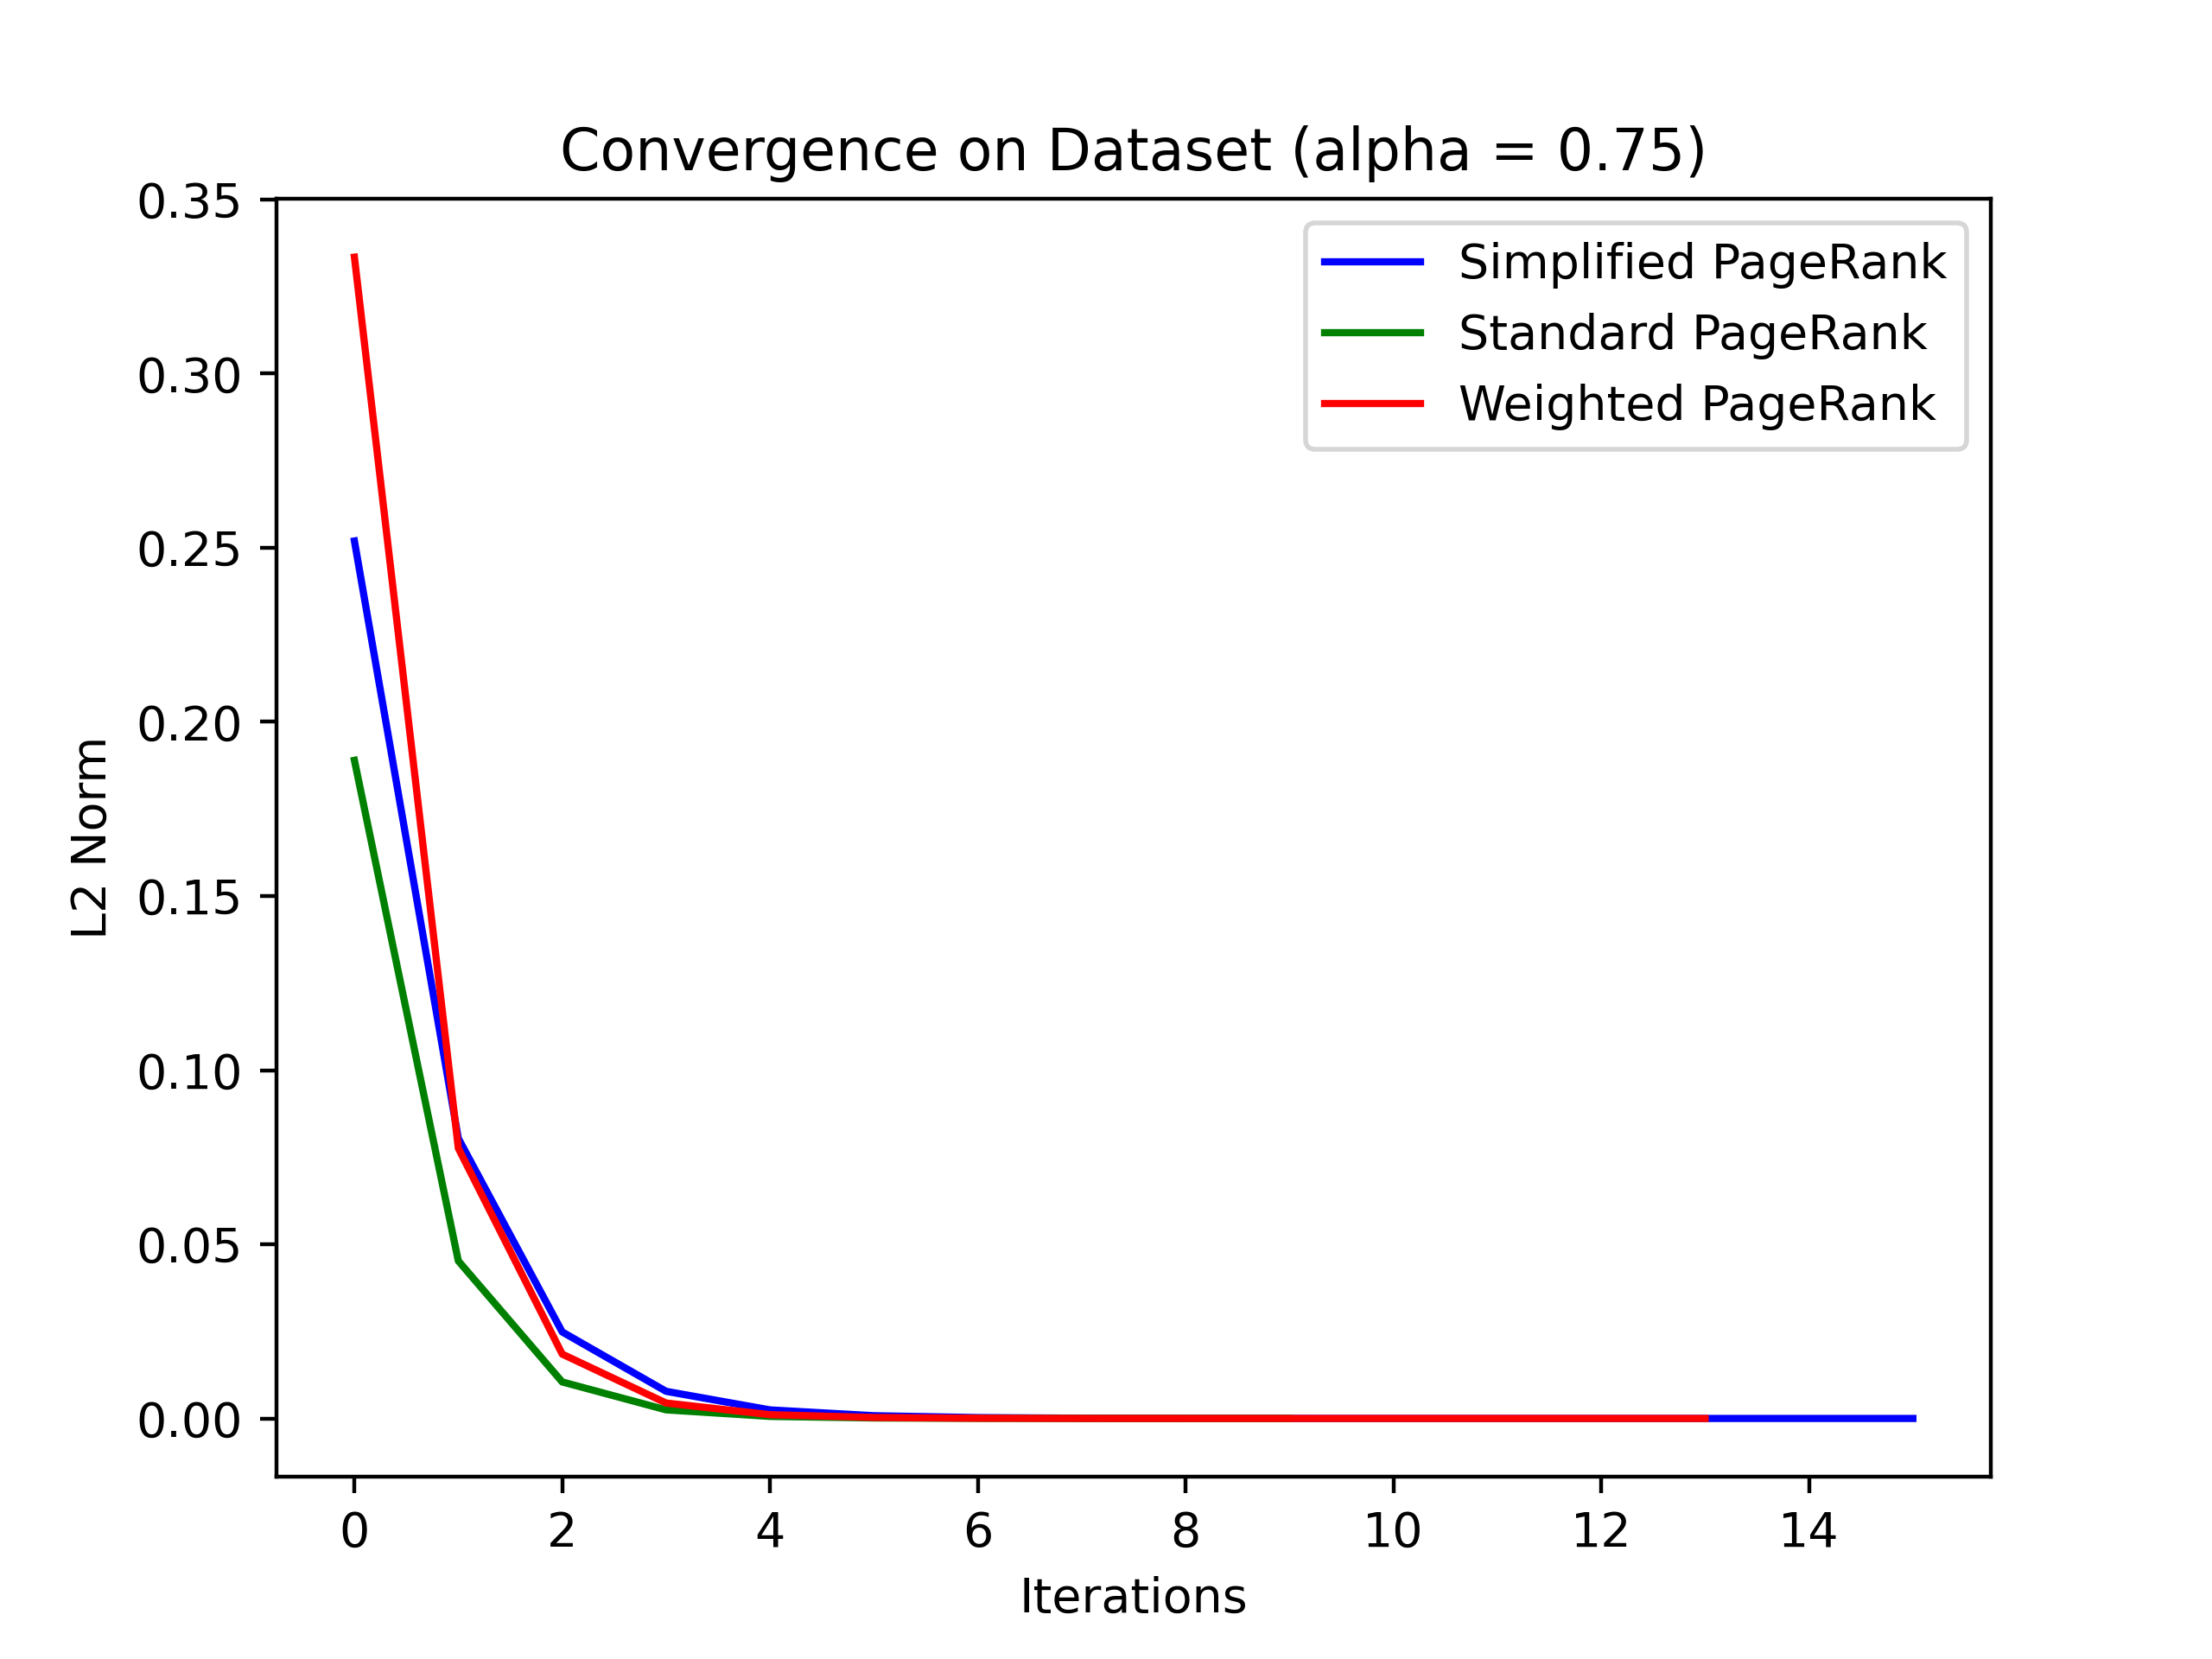 Convergence on Dataset (alpha = 0.75)
0.35
0.30
0.25
0.20
0.15
0.10
0.05
0.00
L2 Norm
Simplified PageRank
Standard PageRank
Weighted PageRank
0 2 4 6 8 10 12 14
Iterations